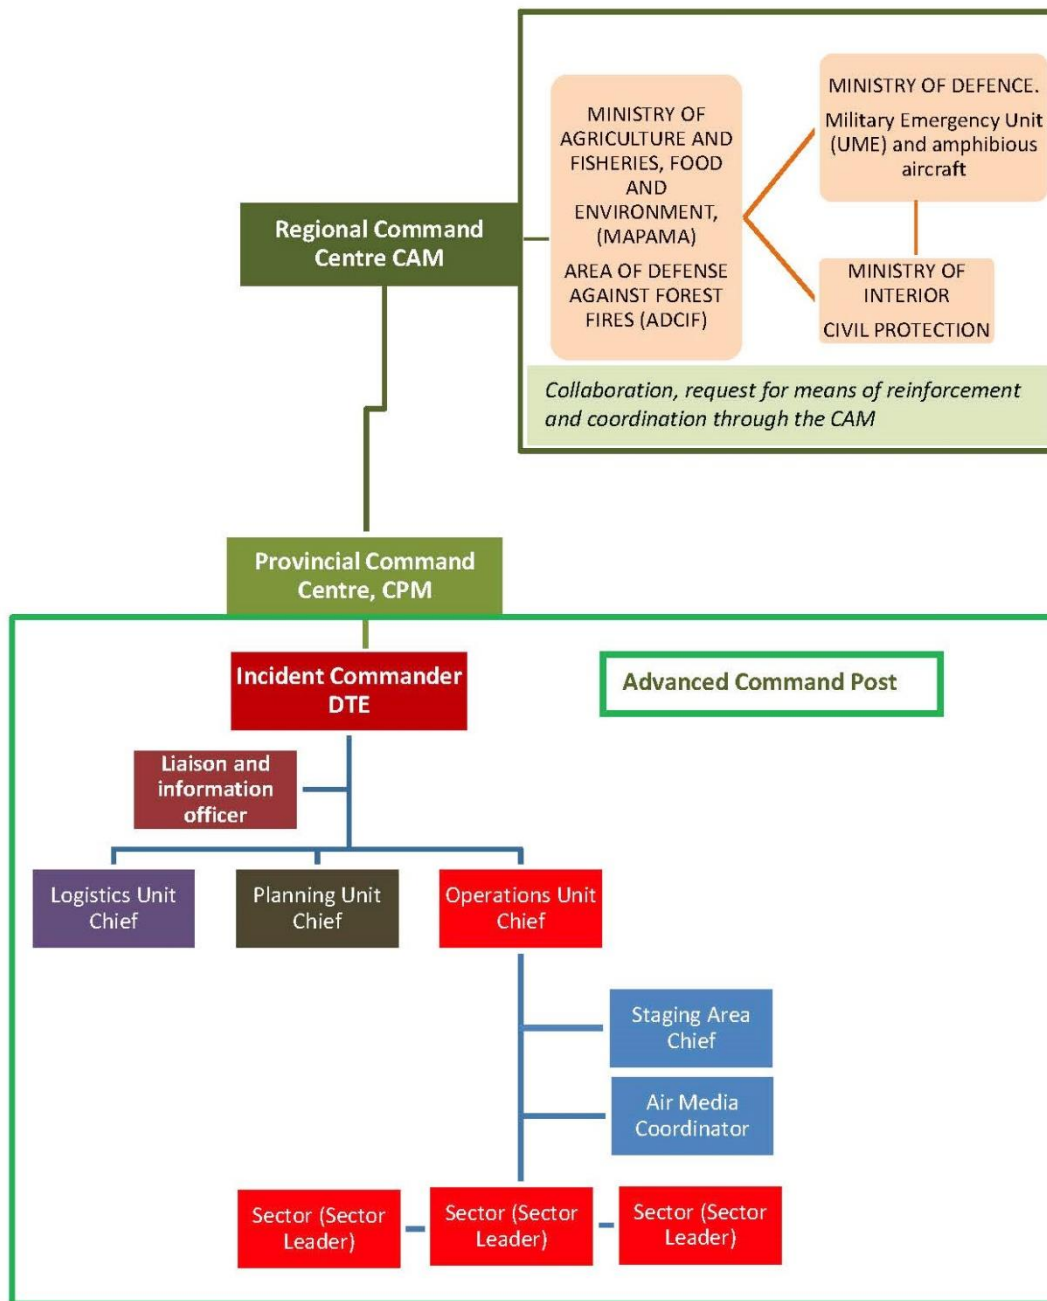 MINISTRY OF
AGRICULTURE AND
FISHERIES, FOOD
AND
ENVIRONMENT,
(MAPAMA)
AREA OF DEFENSE
AGAINST FOREST
FIRES (ADCIF)
MINISTRY OF DEFENCE.
Military Emergency Unit
(UME) and amphibious
aircraft
MINISTRY OF
INTERIOR
CIVIL PROTECTION
Regional Command
Centre CAM
Collaboration, request for means of reinforcement
and coordination through the CAM
Provincial Command
Centre, CPM
Incident Commander
DTE
Advanced Command Post
Liaison and
information
officer
Logistics Unit
Chief
Planning Unit
Chief
Operations Unit
Chief
Staging Area
Chief
Air Media
Coordinator
Sector (Sector
Leader)
Sector (Sector
Leader)
Sector (Sector
Leader)